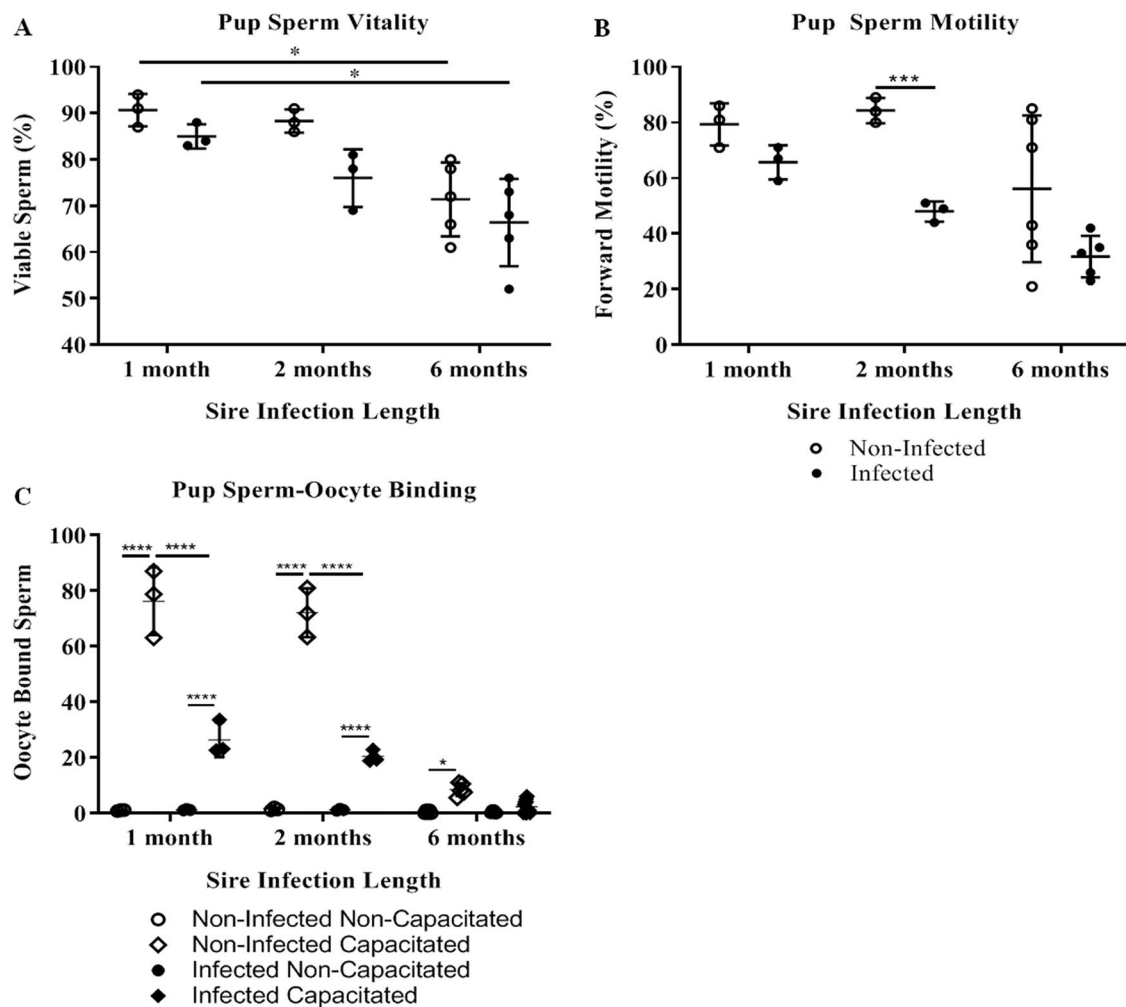 A
Pup Sperm Vitality
*
*
100
90
80
70
60
50
40
Viable Sperm (%)
1 month 2 months 6 months
Sire Infection Length
B
Pup Sperm Motility
***
100
80
60
40
20
0
Forward Motility (%)
1 month 2 months 6 months
Sire Infection Length
Non-Infected
Infected
C
Pup Sperm-Oocyte Binding
100
80
60
40
20
0
Oocyte Bound Sperm
**** ****
**** ****
****
****
*
1 month 2 months 6 months
Sire Infection Length
Non-Infected Non-Capacitated
Non-Infected Capacitated
Infected Non-Capacitated
Infected Capacitated